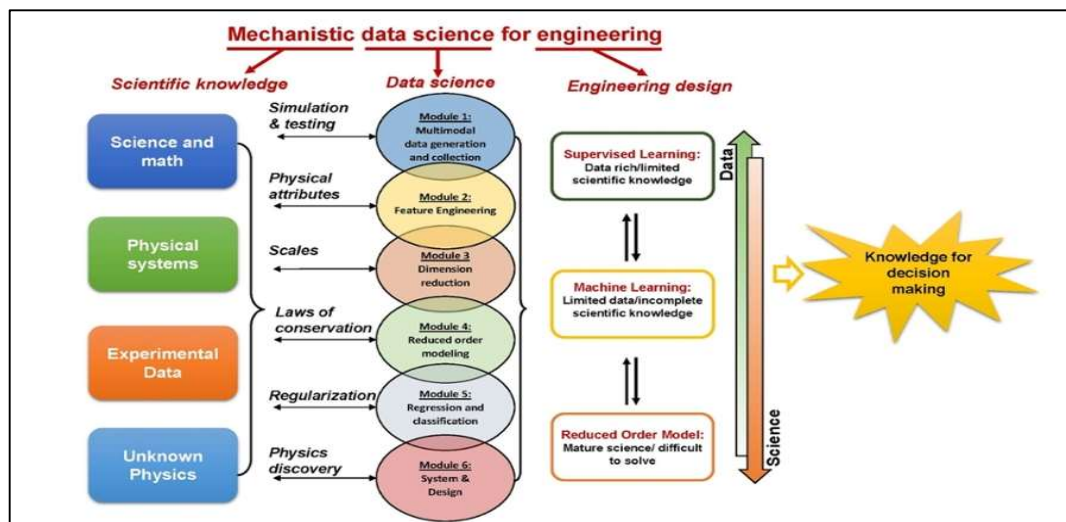 Mechanistic data science for engineering
Scientific knowledge
Data science
Engineering design
Science and
math
Physical
systems
Experimental
Data
Unknown
Physics
Simulation
& testing
Physical
attributes
Scales
Laws of
conservation
Regularization
Physics
discovery
Module 1:
Multimodal
data generation
and collection
Module 2:
Feature Engineering
Module 3
Dimension
reduction
Module 4:
Reduced order
modeling
Module 5:
Regression and
classification
Module 6:
System &
Design
Supervised Learning:
Data rich/limited
scientific knowledge
Machine Learning:
Limited data/incomplete
scientific knowledge
Reduced Order Model:
Mature science/ difficult
to solve
Data
Science
Knowledge for
decision
making